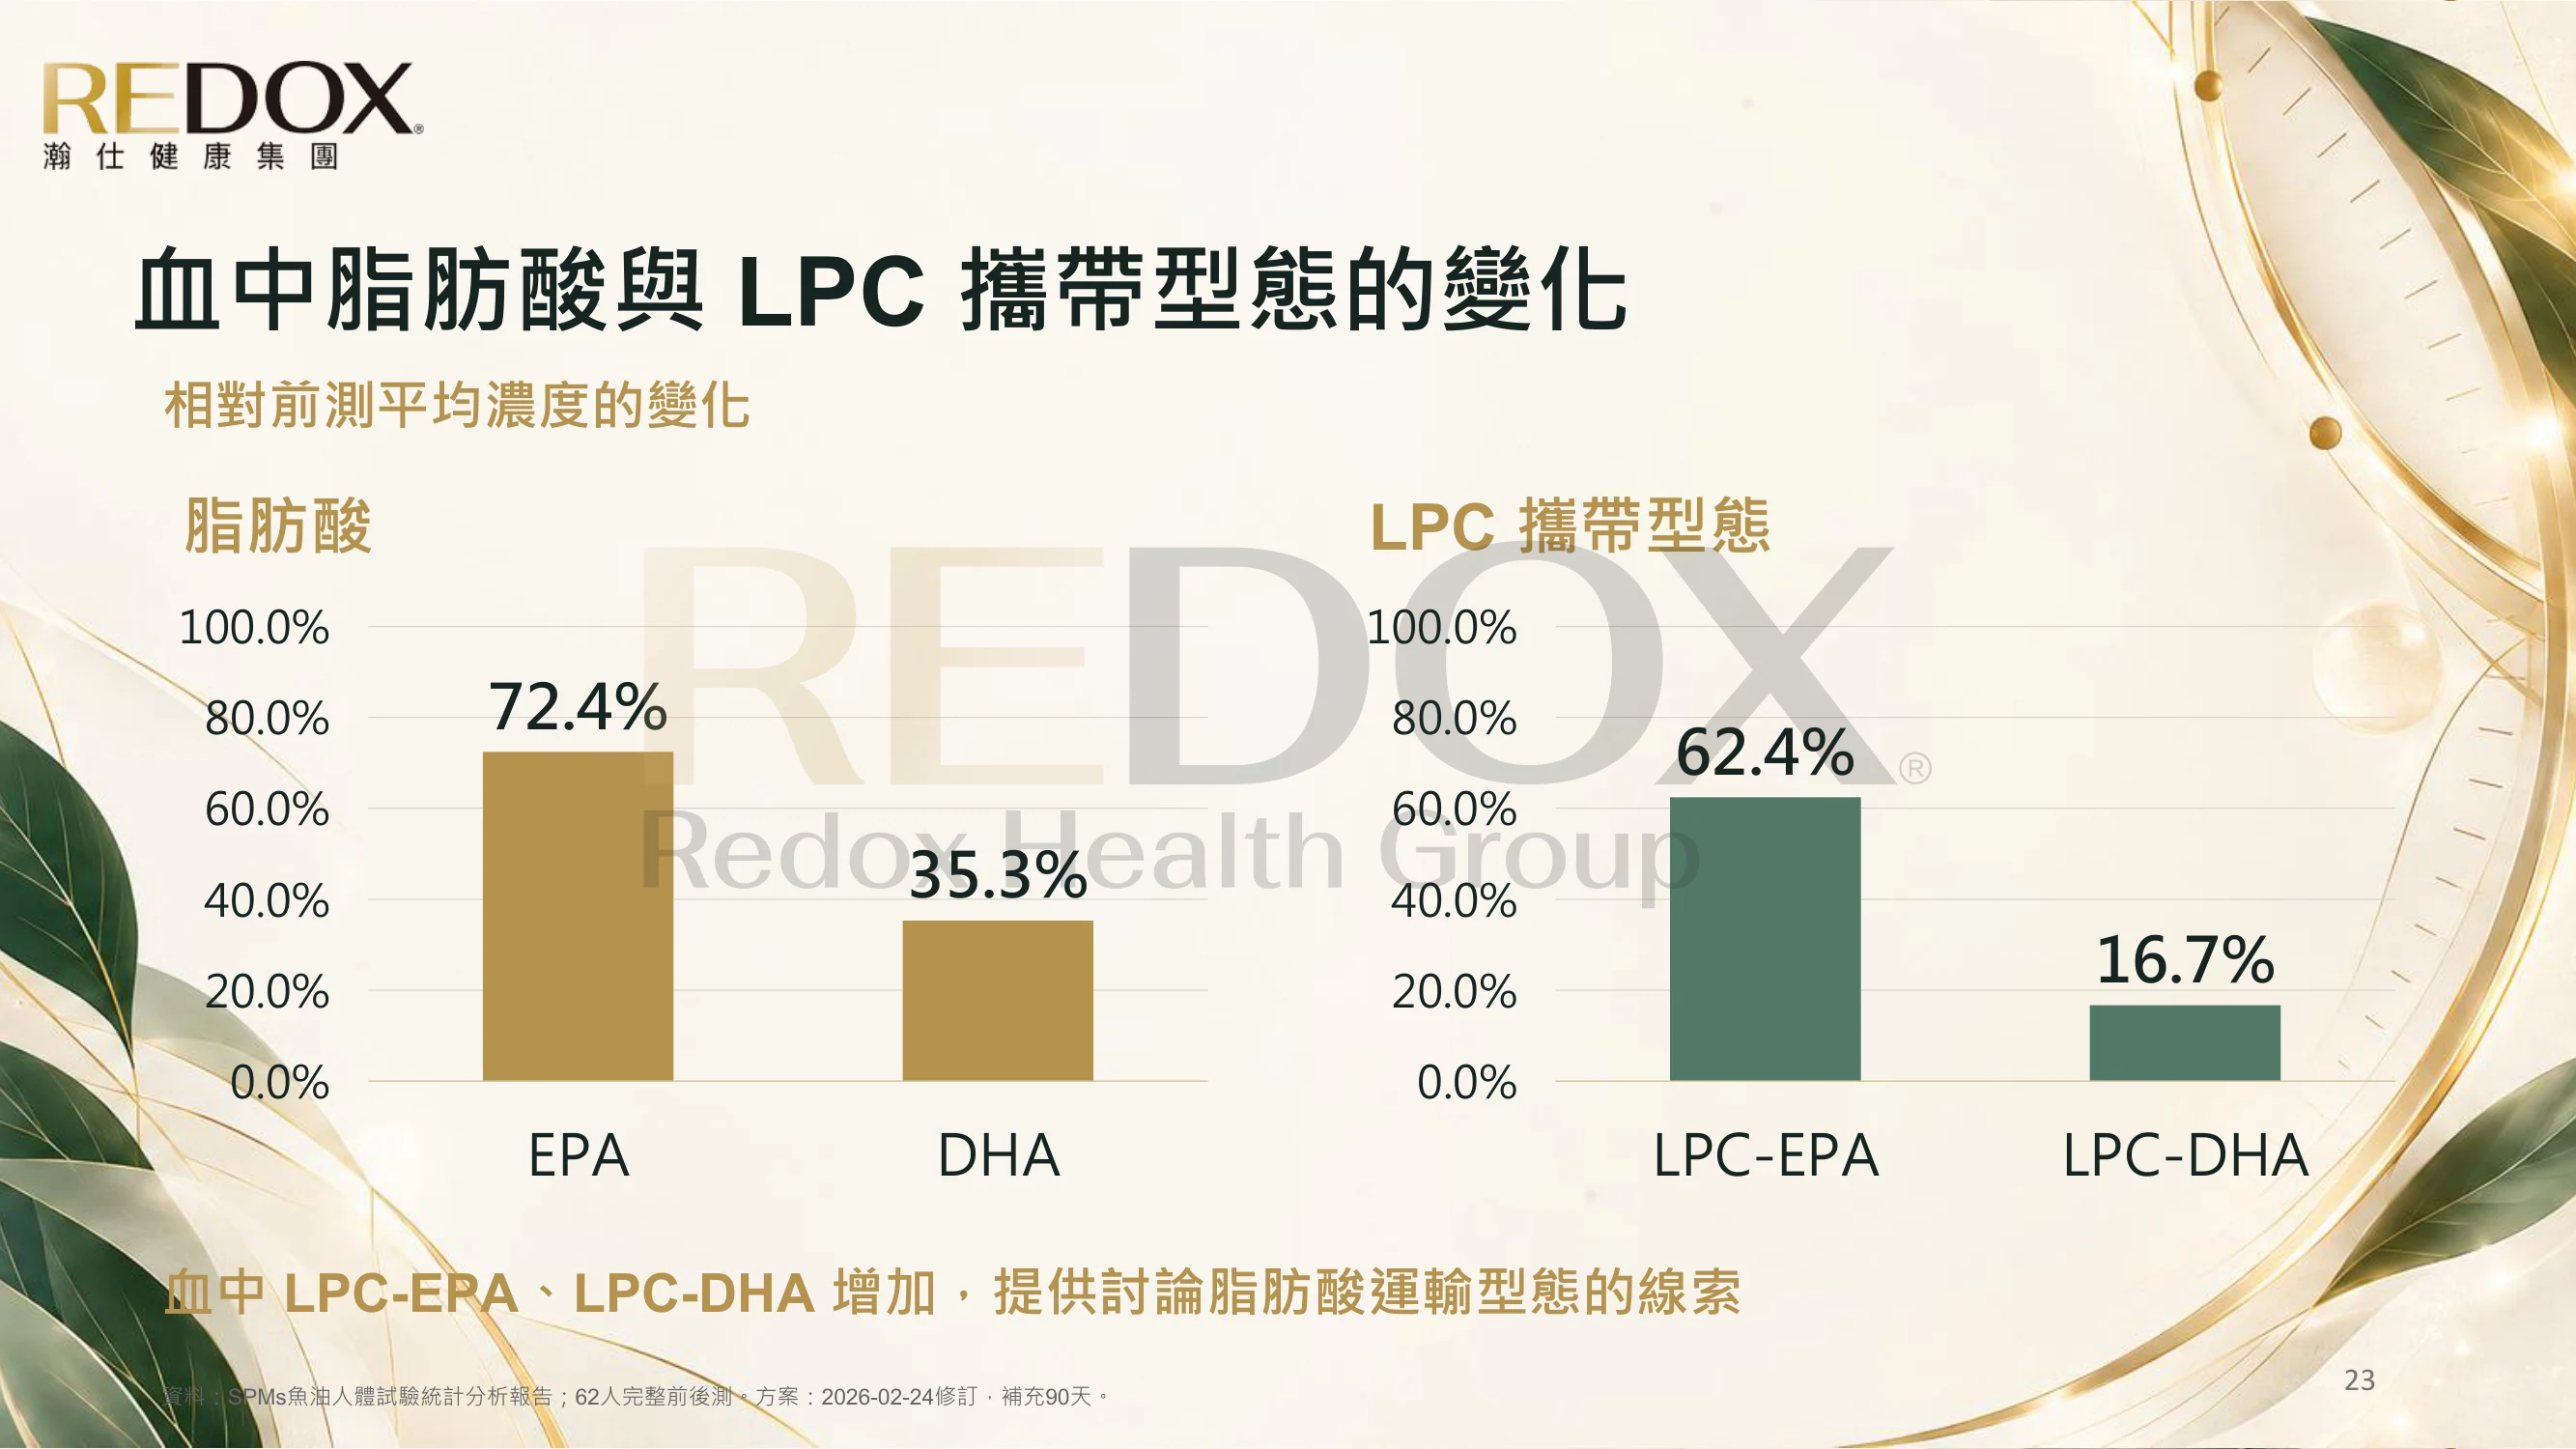 REDOX®
瀚仕健康集團
血中脂肪酸與 LPC 攜帶型態的變化
相對前測平均濃度的變化
脂肪酸
100.0%
80.0%
60.0%
40.0%
20.0%
0.0%
72.4%
35.3%
EPA
DHA
LPC 攜帶型態
100.0%
80.0%
60.0%
40.0%
20.0%
0.0%
62.4%
16.7%
LPC-EPA
LPC-DHA
REDOX®
Redox Health Group
血中 LPC-EPA、LPC-DHA 增加，提供討論脂肪酸運輸型態的線索
資料：SPMs魚油人體試驗統計分析報告；62人完整前後測。方案：2026-02-24修訂，補充90天。
23